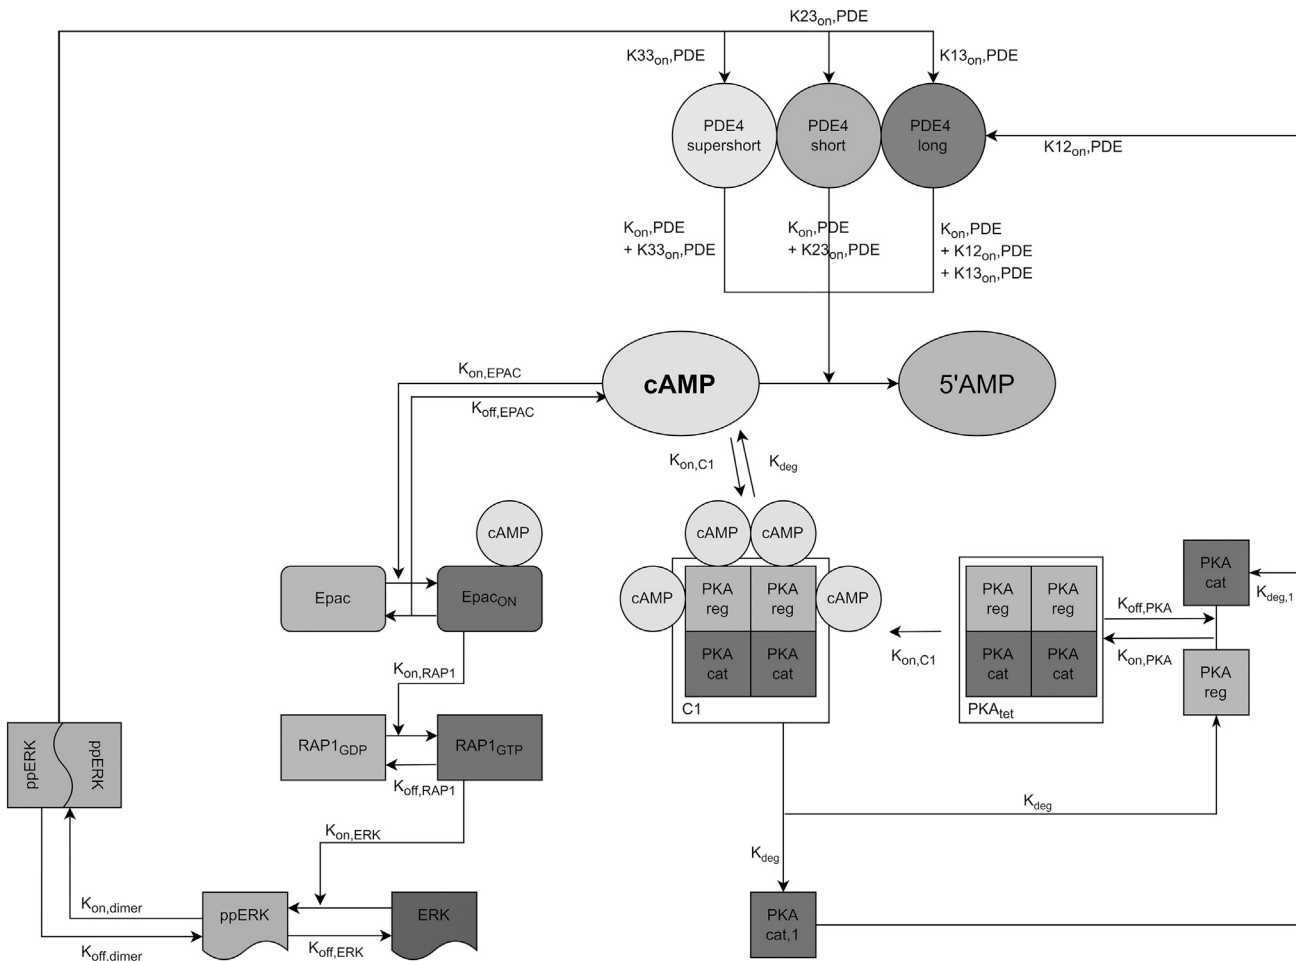 K23on,PDE
K33on,PDE
K13on,PDE
PDE4
supershort
PDE4
short
PDE4
long
K12on,PDE
Kon,PDE
+ K33on,PDE
Kon,PDE
+ K23on,PDE
Kon,PDE
+ K12on,PDE
+ K13on,PDE
Kon,EPAC
Koff,EPAC
cAMP
5'AMP
Kon,C1
Kdeg
cAMP
cAMP
cAMP
cAMP
cAMP
Epac
EpacON
PKA
reg
PKA
reg
PKA
cat
PKA
cat
C1
Kon,C1
PKA
reg
PKA
reg
PKA
cat
PKA
cat
PKAtet
Koff,PKA
Kon,PKA
PKA
cat
Kdeg,1
PKA
reg
Kon,RAP1
RAP1GDP
RAP1GTP
Koff,RAP1
ppERK
ppERK
Kdeg
Kon,ERK
Kdeg
Kon,dimer
Koff,dimer
ppERK
ERK
Koff,ERK
PKA
cat,1